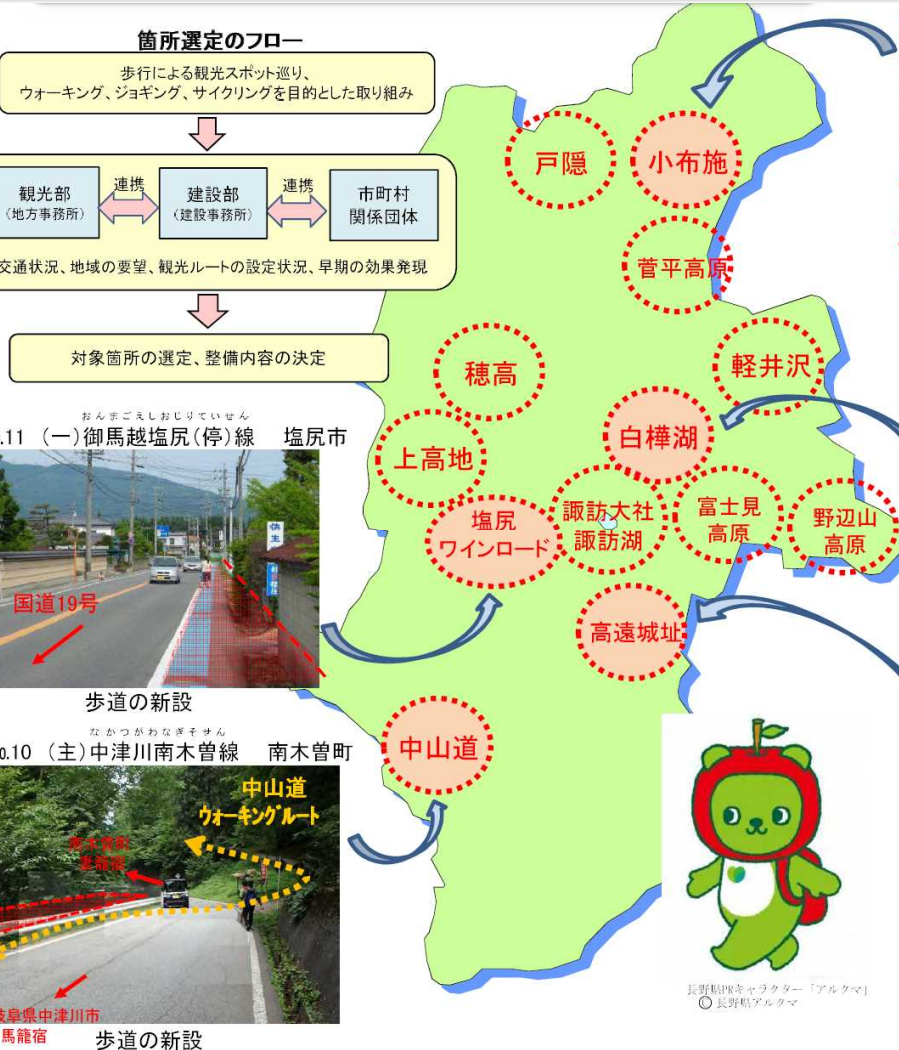 箇所選定のフロー
歩行による観光スポット巡り、
ウォーキング、ジョギング、サイクリングを目的とした取り組み
観光部
（地方事務所）
連携
建設部
（建設事務所）
連携
市町村
関係団体
交通状況、地域の要望、観光ルートの設定状況、早期の効果発現
対象箇所の選定、整備内容の決定
おんまごえしおじりていせん
.11 （一）御馬越塩尻（停）線 塩尻市
国道19号
歩道の新設
なかつがわなぎそせん
o.10 （主）中津川南木曽線 南木曽町
中山道
ウォーキングルート
南木曽町
妻籠宿
岐阜県中津川市
馬籠宿
歩道の新設
戸隠
小布施
菅平高原
穂高
軽井沢
白樺湖
上高地
塩尻
ワインロード
諏訪大社
諏訪湖
富士見
高原
野辺山
高原
高遠城址
中山道
長野県PRキャラクター「アルクマ」
Ⓒ長野県アルクマ